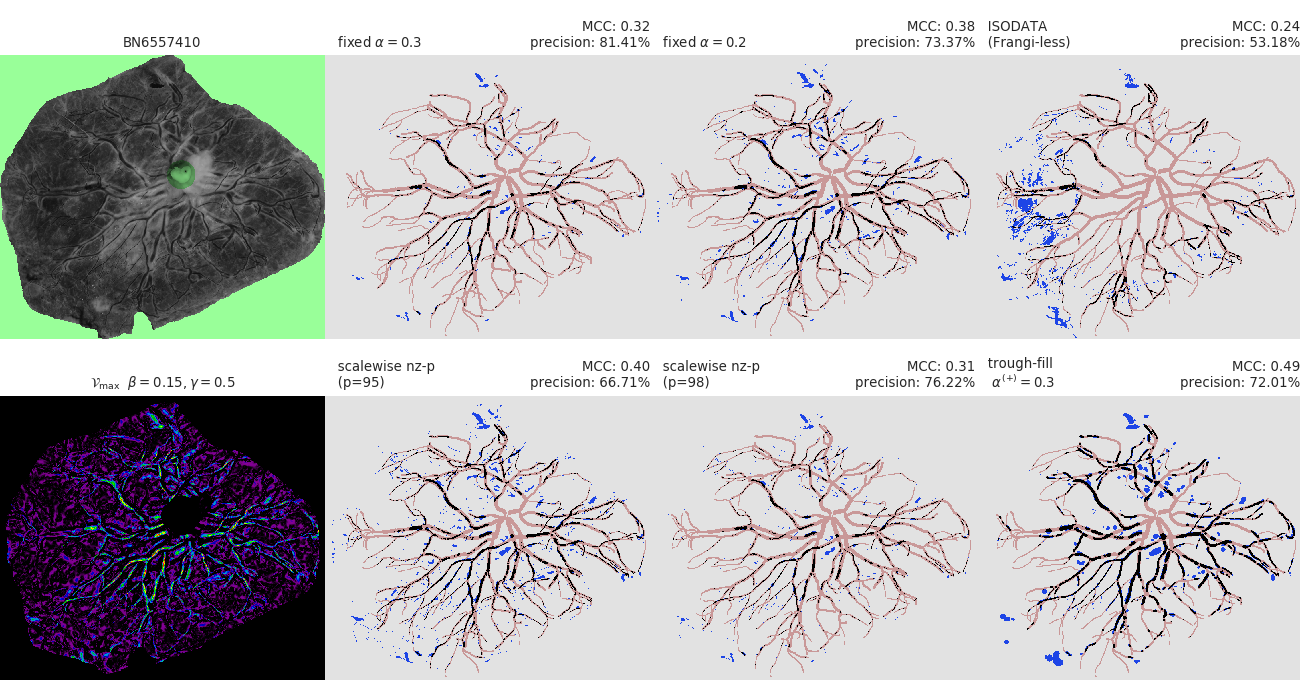 BN6557410
fixed α = 0.3
MCC: 0.32
precision: 81.41%
fixed α = 0.2
MCC: 0.38
precision: 73.37%
ISODATA
(Frangi-less)
MCC: 0.24
precision: 53.18%
𝒱max β = 0.15, γ = 0.5
scalewise nz-p
(p=95)
MCC: 0.40
precision: 66.71%
scalewise nz-p
(p=98)
MCC: 0.31
precision: 76.22%
trough-fill
α(+) = 0.3
MCC: 0.49
precision: 72.01%